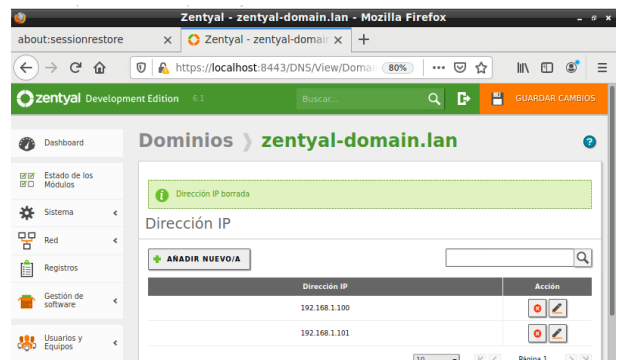 Zentyal - zentyal-domain.lan - Mozilla Firefox
about:sessionrestore
Zentyal - zentyal-domain
https://localhost:8443/DNS/View/Domai
80%
zentyal Development Edition 6.1
Buscar...
GUARDAR CAMBIOS
Dashboard
Estado de los
Módulos
Sistema
Red
Registros
Gestión de
software
Usuarios y
Equipos
Dominios zentyal-domain.lan
Dirección IP borrada
Dirección IP
AÑADIR NUEVO/A
Dirección IP Acción
192.168.1.100
192.168.1.101
10 Página 1